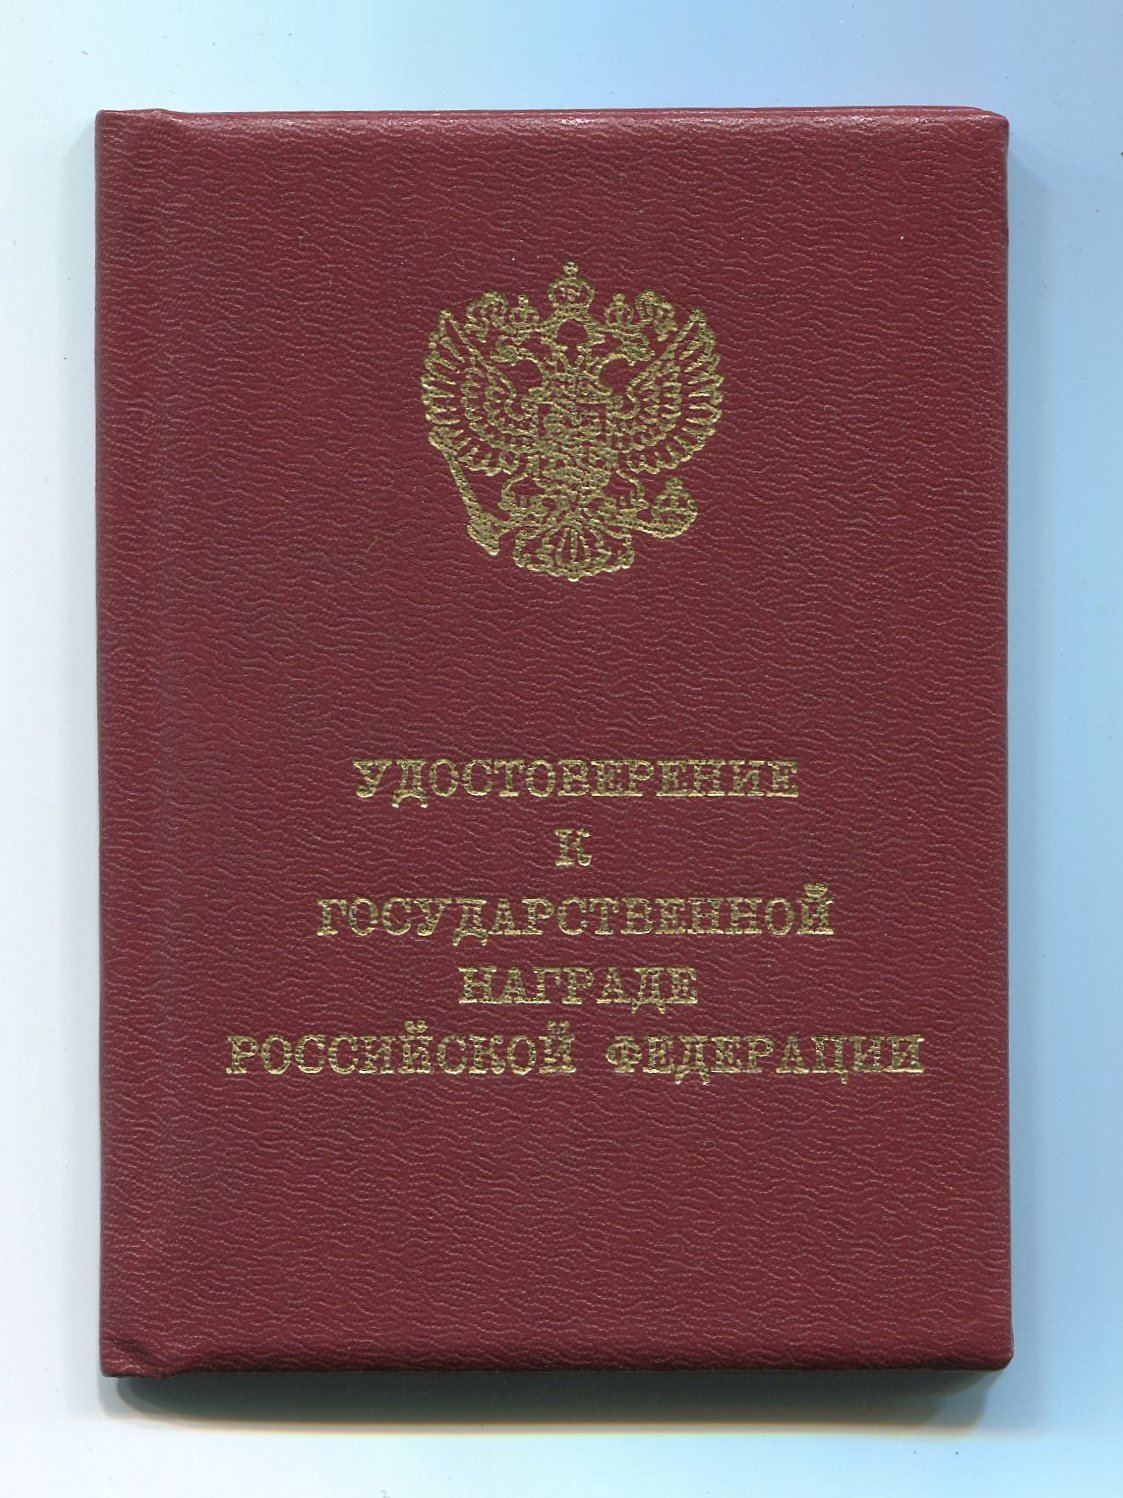 УДОСТОВЕРЕНИЕ
К
ГОСУДАРСТВЕННОЙ
НАГРАДЕ
РОССИЙСКОЙ ФЕДЕРАЦИИ